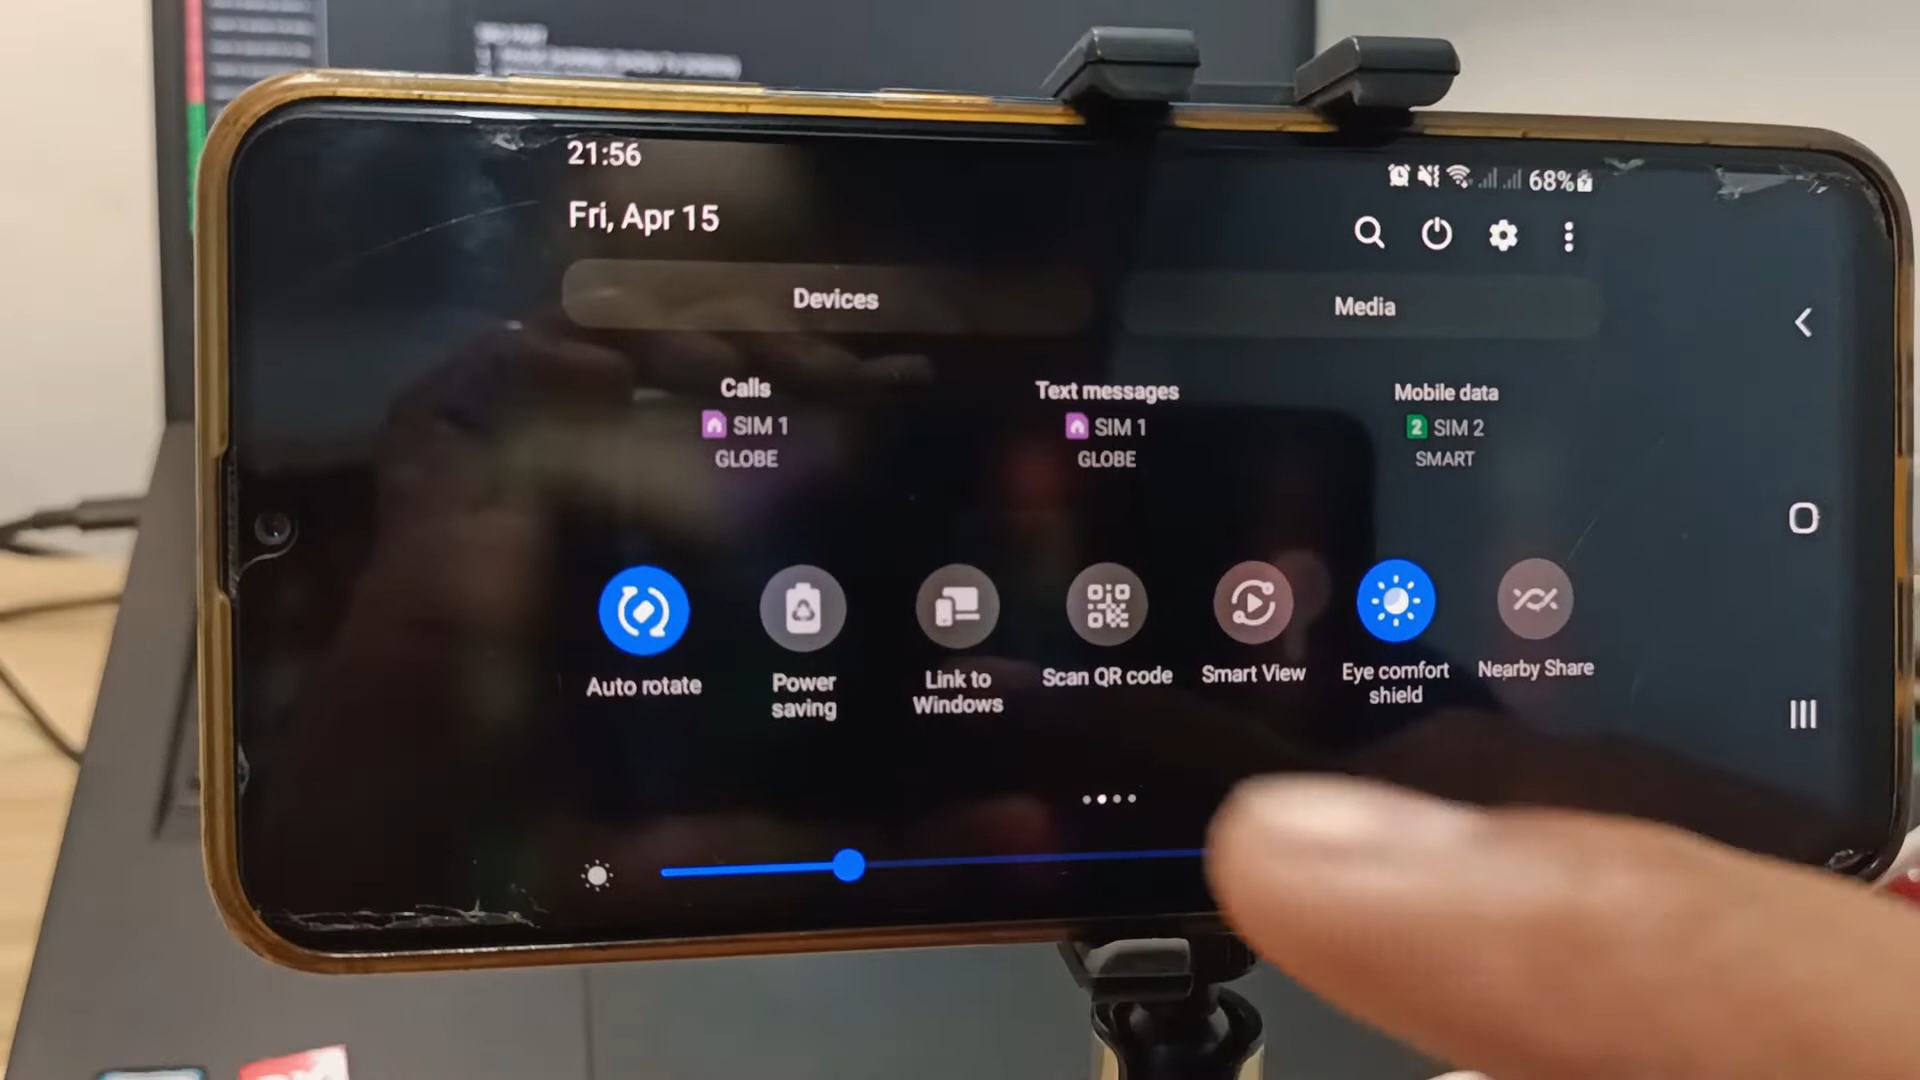 21:56
68%
Fri, Apr 15
Devices
Media
Calls
SIM 1
GLOBE
Text messages
SIM 1
GLOBE
Mobile data
2 SIM 2
SMART
Auto rotate
Power
saving
Link to
Windows
Scan QR code
Smart View
Eye comfort
shield
Nearby Share